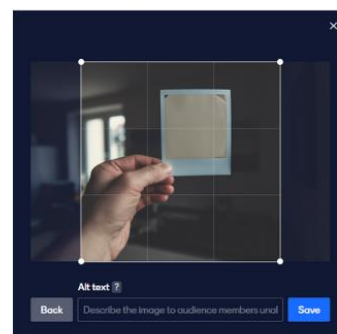 Alt text ?
Back
Describe the image to audience members unal
Save